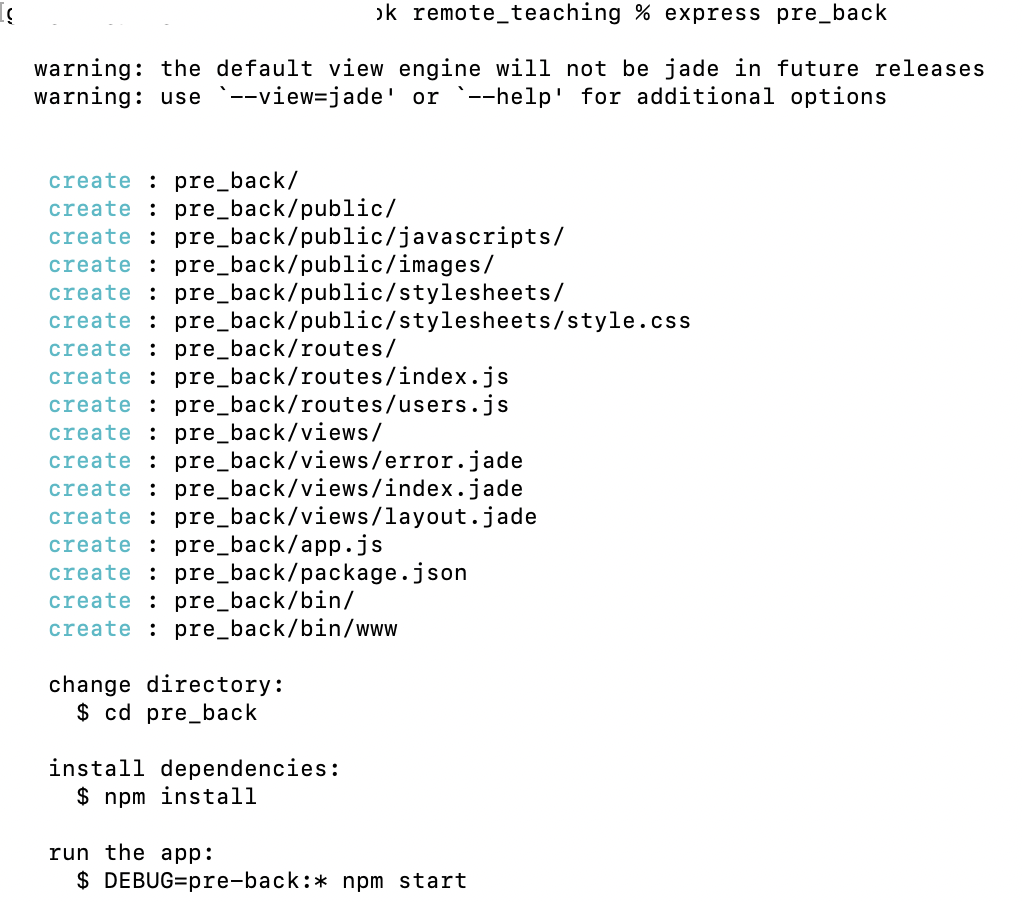 remote_teaching % express pre_back
warning: the default view engine will not be jade in future releases
warning: use `--view=jade' or `--help' for additional options
create : pre_back/
create : pre_back/public/
create : pre_back/public/javascripts/
create : pre_back/public/images/
create : pre_back/public/stylesheets/
create : pre_back/public/stylesheets/style.css
create : pre_back/routes/
create : pre_back/routes/index.js
create : pre_back/routes/users.js
create : pre_back/views/
create : pre_back/views/error.jade
create : pre_back/views/index.jade
create : pre_back/views/layout.jade
create : pre_back/app.js
create : pre_back/package.json
create : pre_back/bin/
create : pre_back/bin/www
change directory:
$ cd pre_back
install dependencies:
$ npm install
run the app:
$ DEBUG=pre-back:* npm start